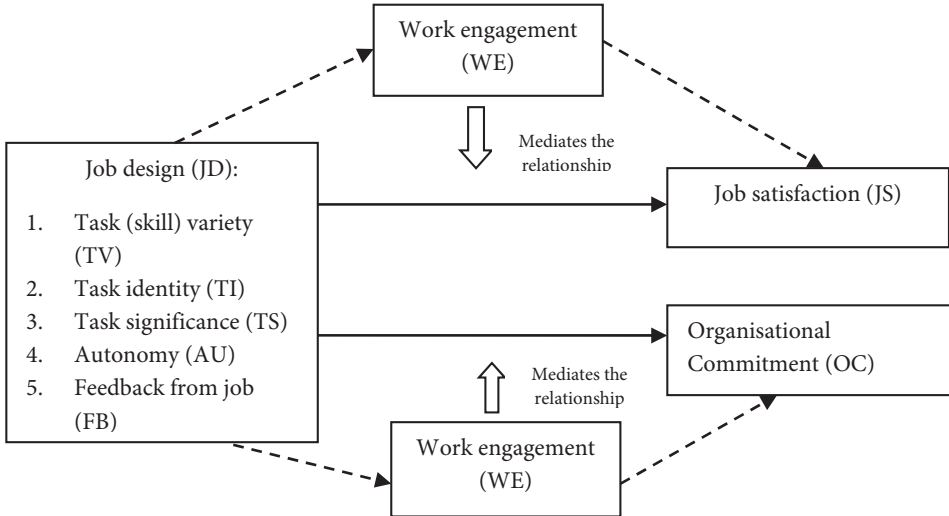 Work engagement
(WE)
Mediates the
relationship
Job design (JD):
1. Task (skill) variety
(TV)
2. Task identity (TI)
3. Task significance (TS)
4. Autonomy (AU)
5. Feedback from job
(FB)
Job satisfaction (JS)
Organisational
Commitment (OC)
Mediates the
relationship
Work engagement
(WE)